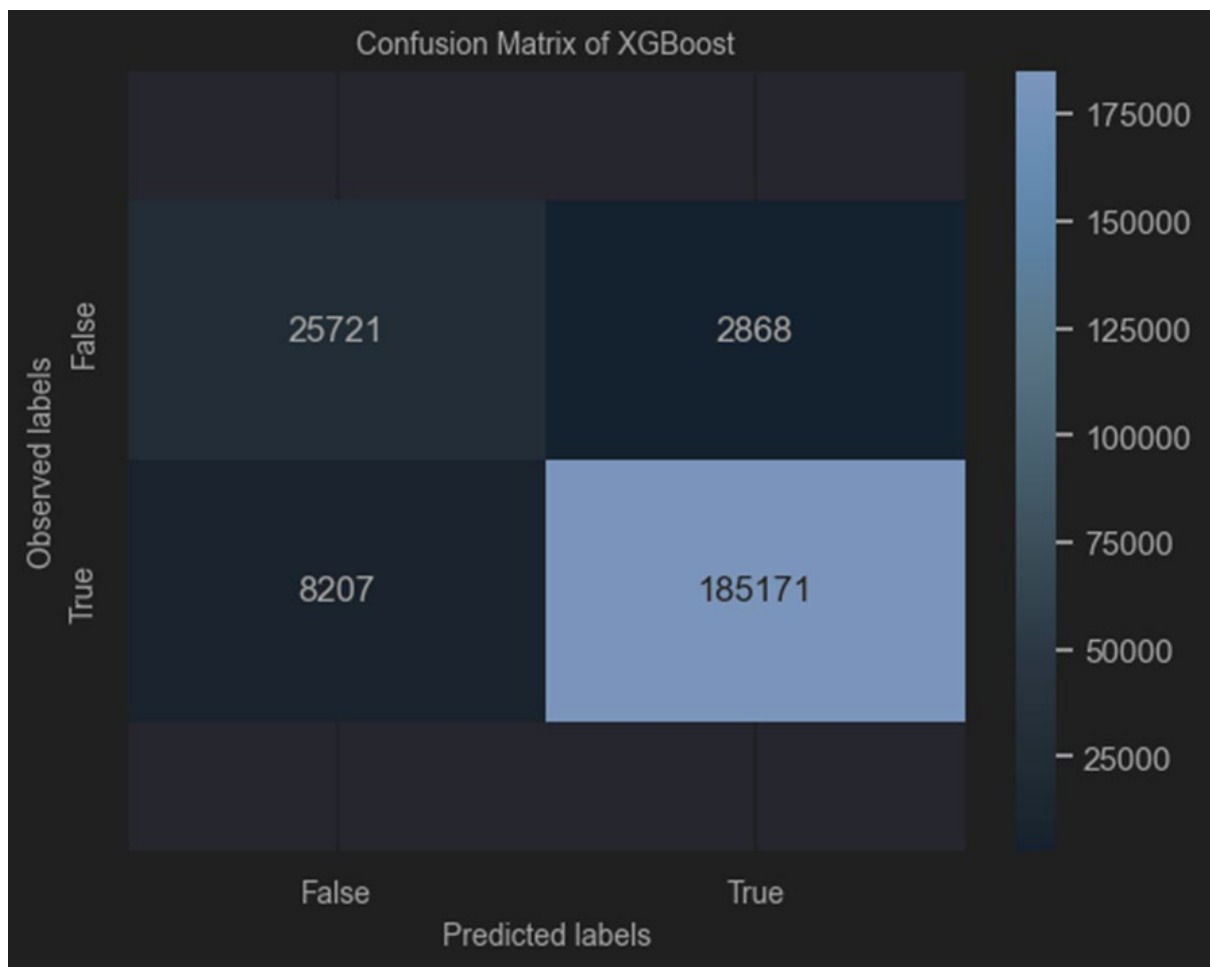 Confusion Matrix of XGBoost
175000
150000
125000
100000
75000
50000
25000
Observed labels
False
True
25721 2868
8207 185171
False True
Predicted labels